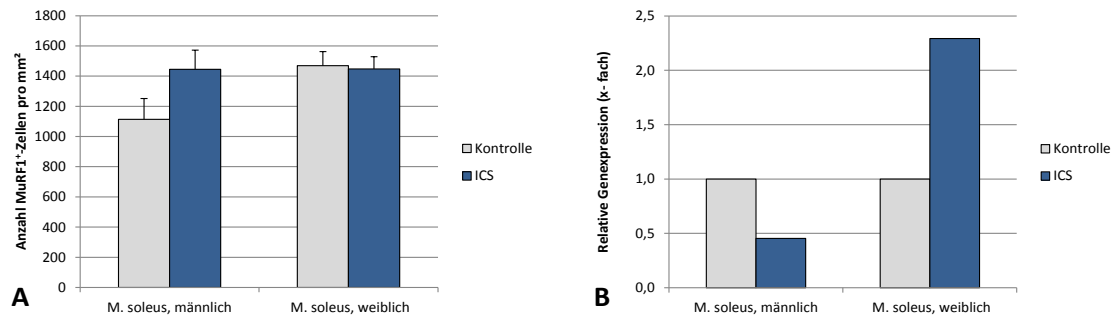 Anzahl MuRF1⁺-Zellen pro mm²
1800
1600
1400
1200
1000
800
600
400
200
0
M. soleus, männlich
M. soleus, weiblich
Kontrolle
ICS
A
Relative Genexpression (x- fach)
2,5
2,0
1,5
1,0
0,5
0,0
M. soleus, männlich
M. soleus, weiblich
Kontrolle
ICS
B